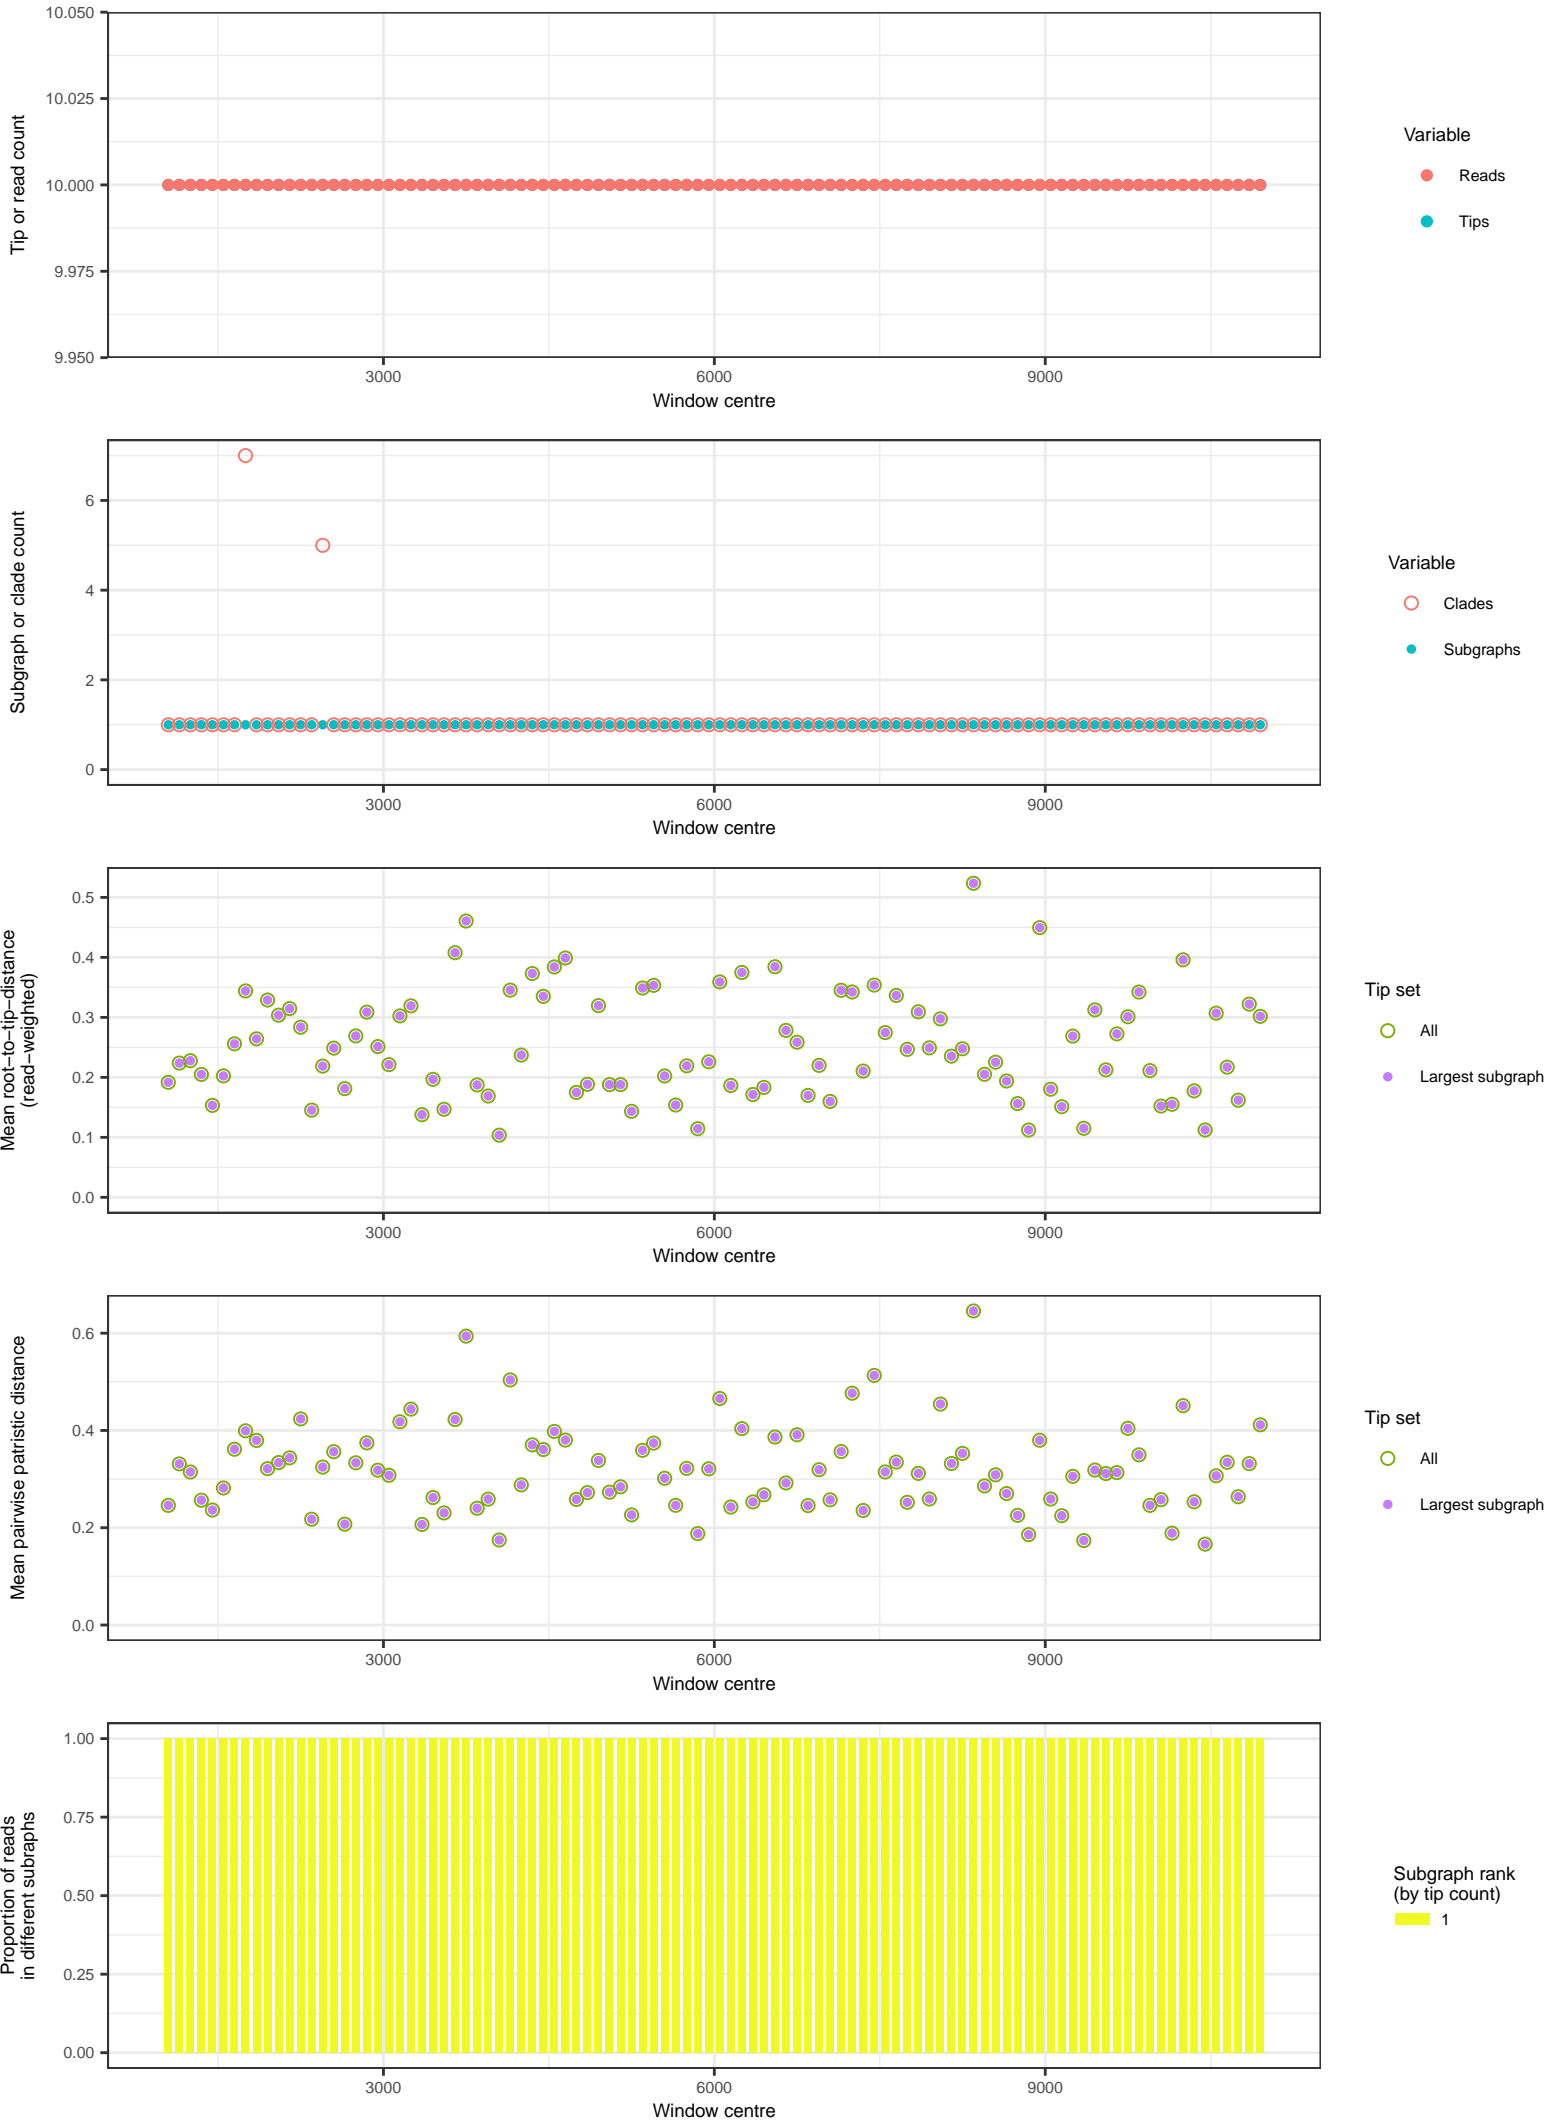 10.050
10.025
10.000
9.975
9.950
Tip or read count
3000
6000
9000
Window centre
Variable
Reads
Tips
6
4
2
0
Subgraph or clade count
3000
6000
9000
Window centre
Variable
Clades
Subgraphs
0.5
0.4
0.3
0.2
0.1
0.0
Mean root−to−tip−distance
(read−weighted)
3000
6000
9000
Window centre
Tip set
All
Largest subgraph
0.6
0.4
0.2
0.0
Mean pairwise patristic distance
3000
6000
9000
Window centre
Tip set
All
Largest subgraph
1.00
0.75
0.50
0.25
0.00
Proportion of reads
in different subraphs
3000
6000
9000
Window centre
Subgraph rank
(by tip count)
1